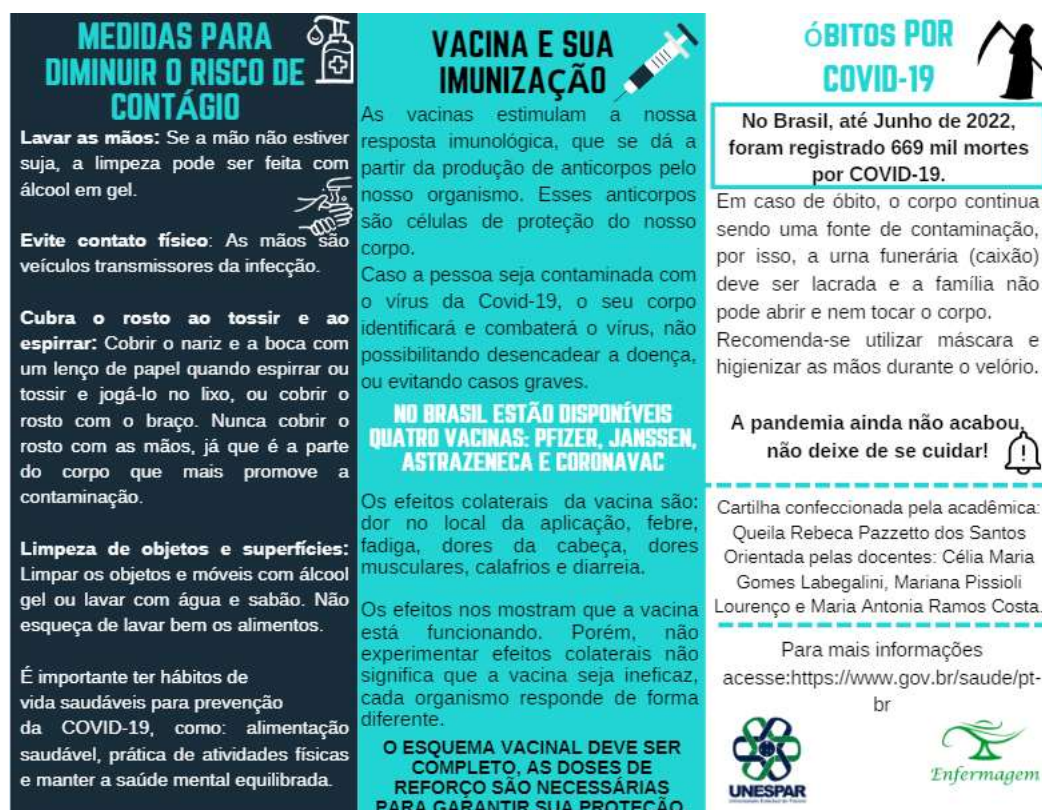 MEDIDAS PARA
DIMINUIR O RISCO DE
CONTÁGIO
Lavar as mãos: Se a mão não estiver
suja, a limpeza pode ser feita com
álcool em gel.
Evite contato físico: As mãos são
veículos transmissores da infecção.
Cubra o rosto ao tossir e ao
espirrar: Cobrir o nariz e a boca com
um lenço de papel quando espirrar ou
tossir e jogá-lo no lixo, ou cobrir o
rosto com o braço. Nunca cobrir o
rosto com as mãos, já que é a parte
do corpo que mais promove a
contaminação.
Limpeza de objetos e superfícies:
Limpar os objetos e móveis com álcool
gel ou lavar com água e sabão. Não
esqueça de lavar bem os alimentos.
É importante ter hábitos de
vida saudáveis para prevenção
da COVID-19, como: alimentação
saudável, prática de atividades físicas
e manter a saúde mental equilibrada.
VACINA E SUA
IMUNIZAÇÃO
As vacinas estimulam a nossa
resposta imunológica, que se dá a
partir da produção de anticorpos pelo
nosso organismo. Esses anticorpos
são células de proteção do nosso
corpo.
Caso a pessoa seja contaminada com
o vírus da Covid-19, o seu corpo
identificará e combaterá o vírus, não
possibilitando desencadear a doença,
ou evitando casos graves.
NO BRASIL ESTÃO DISPONÍVEIS
QUATRO VACINAS: PFIZER, JANSSEN,
ASTRAZENECA E CORONAVAC
Os efeitos colaterais da vacina são:
dor no local da aplicação, febre,
fadiga, dores da cabeça, dores
musculares, calafrios e diarreia.
Os efeitos nos mostram que a vacina
está funcionando. Porém, não
experimentar efeitos colaterais não
significa que a vacina seja ineficaz,
cada organismo responde de forma
diferente.
O ESQUEMA VACINAL DEVE SER
COMPLETO, AS DOSES DE
REFORÇO SÃO NECESSÁRIAS
PARA GARANTIR SUA PROTEÇÃO
ÓBITOS POR
COVID-19
No Brasil, até Junho de 2022,
foram registrado 669 mil mortes
por COVID-19.
Em caso de óbito, o corpo continua
sendo uma fonte de contaminação,
por isso, a urna funerária (caixão)
deve ser lacrada e a família não
pode abrir e nem tocar o corpo.
Recomenda-se utilizar máscara e
higienizar as mãos durante o velório.
A pandemia ainda não acabou,
não deixe de se cuidar!
Cartilha confeccionada pela acadêmica:
Queila Rebeca Pazzetto dos Santos
Orientada pelas docentes: Célia Maria
Gomes Labegalini, Mariana Pissioli
Lourenço e Maria Antonia Ramos Costa.
Para mais informações
acesse:https://www.gov.br/saude/pt-
br
UNESPAR
Universidade Estadual do Paraná
Enfermagem